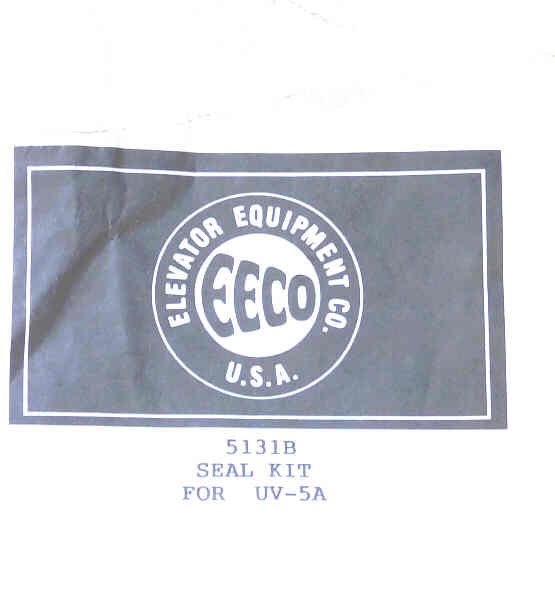 ELEVATOR EQUIPMENT CO.
EECO
U.S.A.
5131B
SEAL KIT
FOR UV-5A